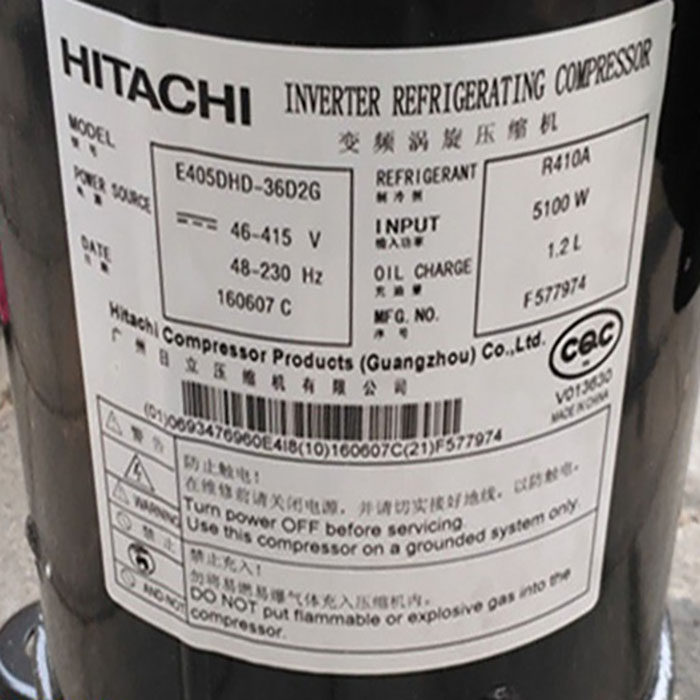 HITACHI INVERTER REFRIGERATING COMPRESSOR
变频涡旋压缩机
MODEL E405DHD-36D2G
型号
POWER SOURCE 46-415 V
电源 48-230 Hz
DATE 160607 C
日期
REFRIGERANT R410A
制冷剂
INPUT 5100 W
输入功率
OIL CHARGE 1.2 L
充油量
MFG. NO. F577974
序号
Hitachi Compressor Products (Guangzhou) Co.,Ltd.
广州日立压缩机有限公司
CQC
V013630
MADE IN CHINA
(01)0693476960E4I8(10)160607C(21)F577974
警告
WARNING
防止触电!
在维修前请关闭电源，并请切实接好地线，以防触电。
Turn power OFF before servicing.
Use this compressor on a grounded system only.
禁止
AND-NOT
禁止充入!
勿将易燃易爆气体充入压缩机内。
DO NOT put flammable or explosive gas into the
compressor.